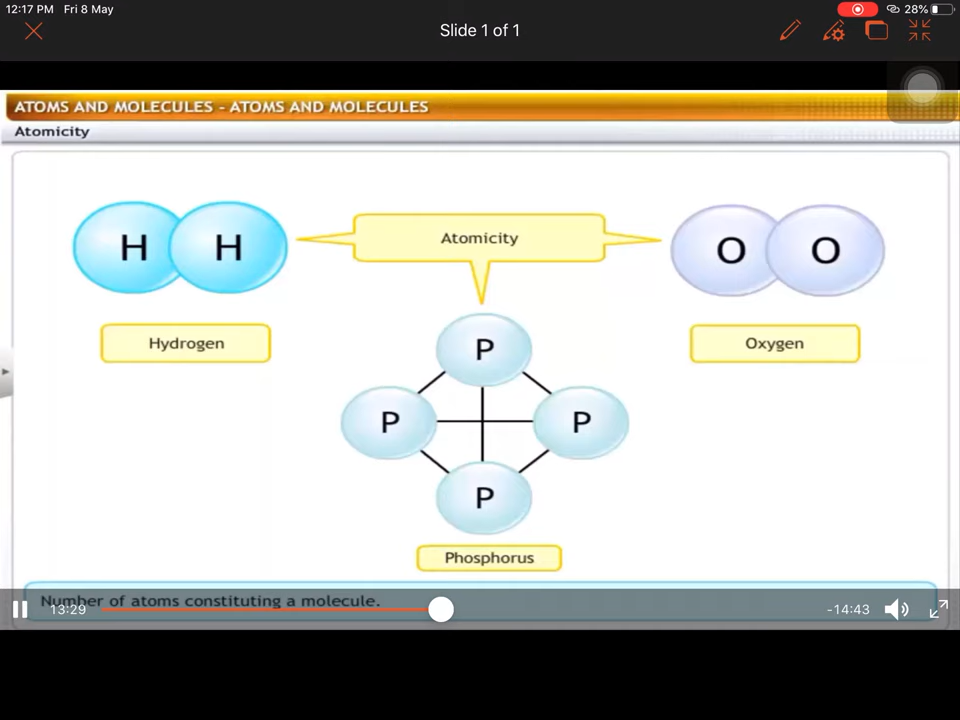 12:17 PM Fri 8 May
28%
Slide 1 of 1
ATOMS AND MOLECULES - ATOMS AND MOLECULES
Atomicity
H H
Atomicity
O O
Hydrogen
Oxygen
P
P P
P
Phosphorus
Number of atoms constituting a molecule.
13:29
-14:43